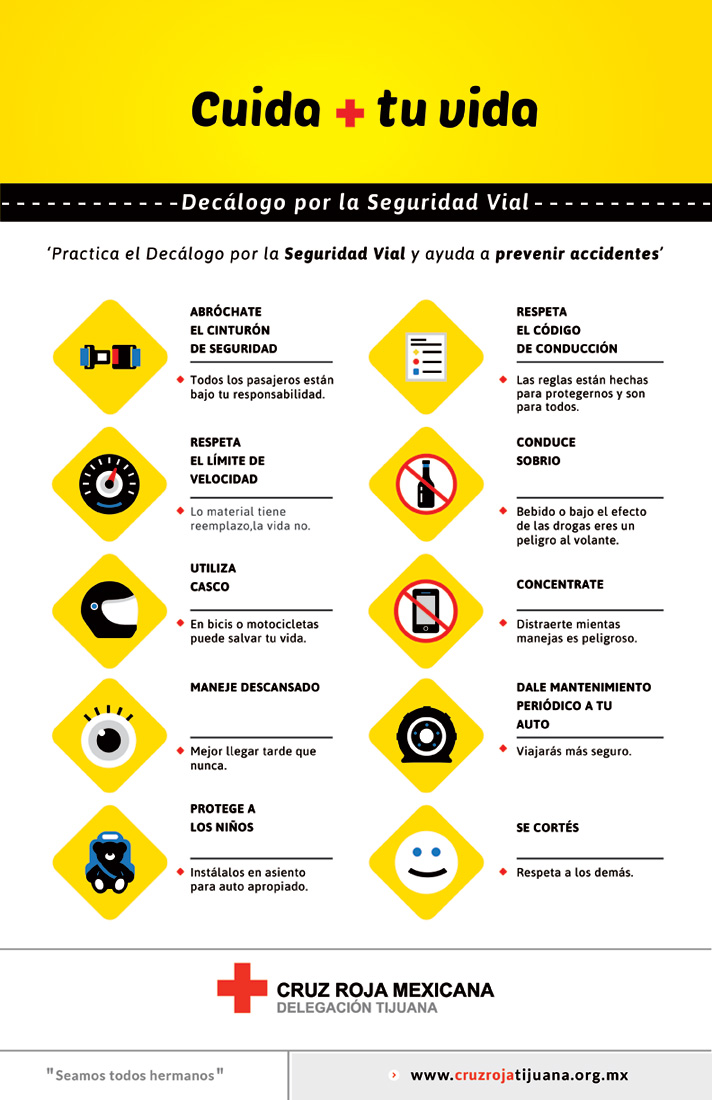 Cuida + tu vida
Decálogo por la Seguridad Vial
‘Practica el Decálogo por la Seguridad Vial y ayuda a prevenir accidentes’
ABRÓCHATE
EL CINTURÓN
DE SEGURIDAD
Todos los pasajeros están
bajo tu responsabilidad.
RESPETA
EL CÓDIGO
DE CONDUCCIÓN
Las reglas están hechas
para protegernos y son
para todos.
RESPETA
EL LÍMITE DE
VELOCIDAD
Lo material tiene
reemplazo,la vida no.
CONDUCE
SOBRIO
Bebido o bajo el efecto
de las drogas eres un
peligro al volante.
UTILIZA
CASCO
En bicis o motocicletas
puede salvar tu vida.
CONCENTRATE
Distraerte mientas
manejas es peligroso.
MANEJE DESCANSADO
Mejor llegar tarde que
nunca.
DALE MANTENIMIENTO
PERIÓDICO A TU
AUTO
Viajarás más seguro.
PROTEGE A
LOS NIÑOS
Instálalos en asiento
para auto apropiado.
SE CORTÉS
Respeta a los demás.
CRUZ ROJA MEXICANA
DELEGACIÓN TIJUANA
"Seamos todos hermanos"
www.cruzrojatijuana.org.mx